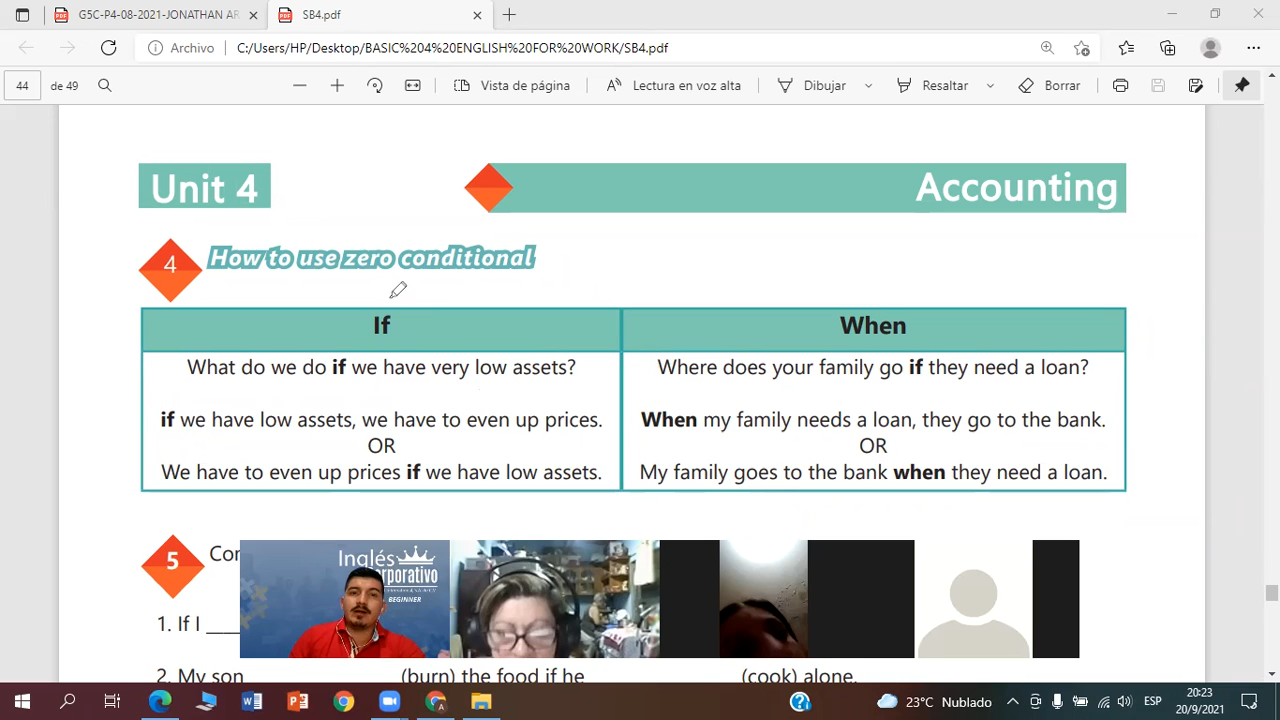 G5C-P4-08-2021-JONATHAN AR
SB4.pdf
Archivo
C:/Users/HP/Desktop/BASIC%204%20ENGLISH%20FOR%20WORK/SB4.pdf
44 de 49
Vista de página
Lectura en voz alta
Dibujar
Resaltar
Borrar
Unit 4
Accounting
4 How to use zero conditional
If
When
What do we do if we have very low assets?
Where does your family go if they need a loan?
if we have low assets, we have to even up prices.
When my family needs a loan, they go to the bank.
OR
OR
We have to even up prices if we have low assets.
My family goes to the bank when they need a loan.
5
Inglés
BEGINNER
1. If I ___
2. My son (burn) the food if he (cook) alone.
23°C Nublado
ESP
20:23
20/9/2021